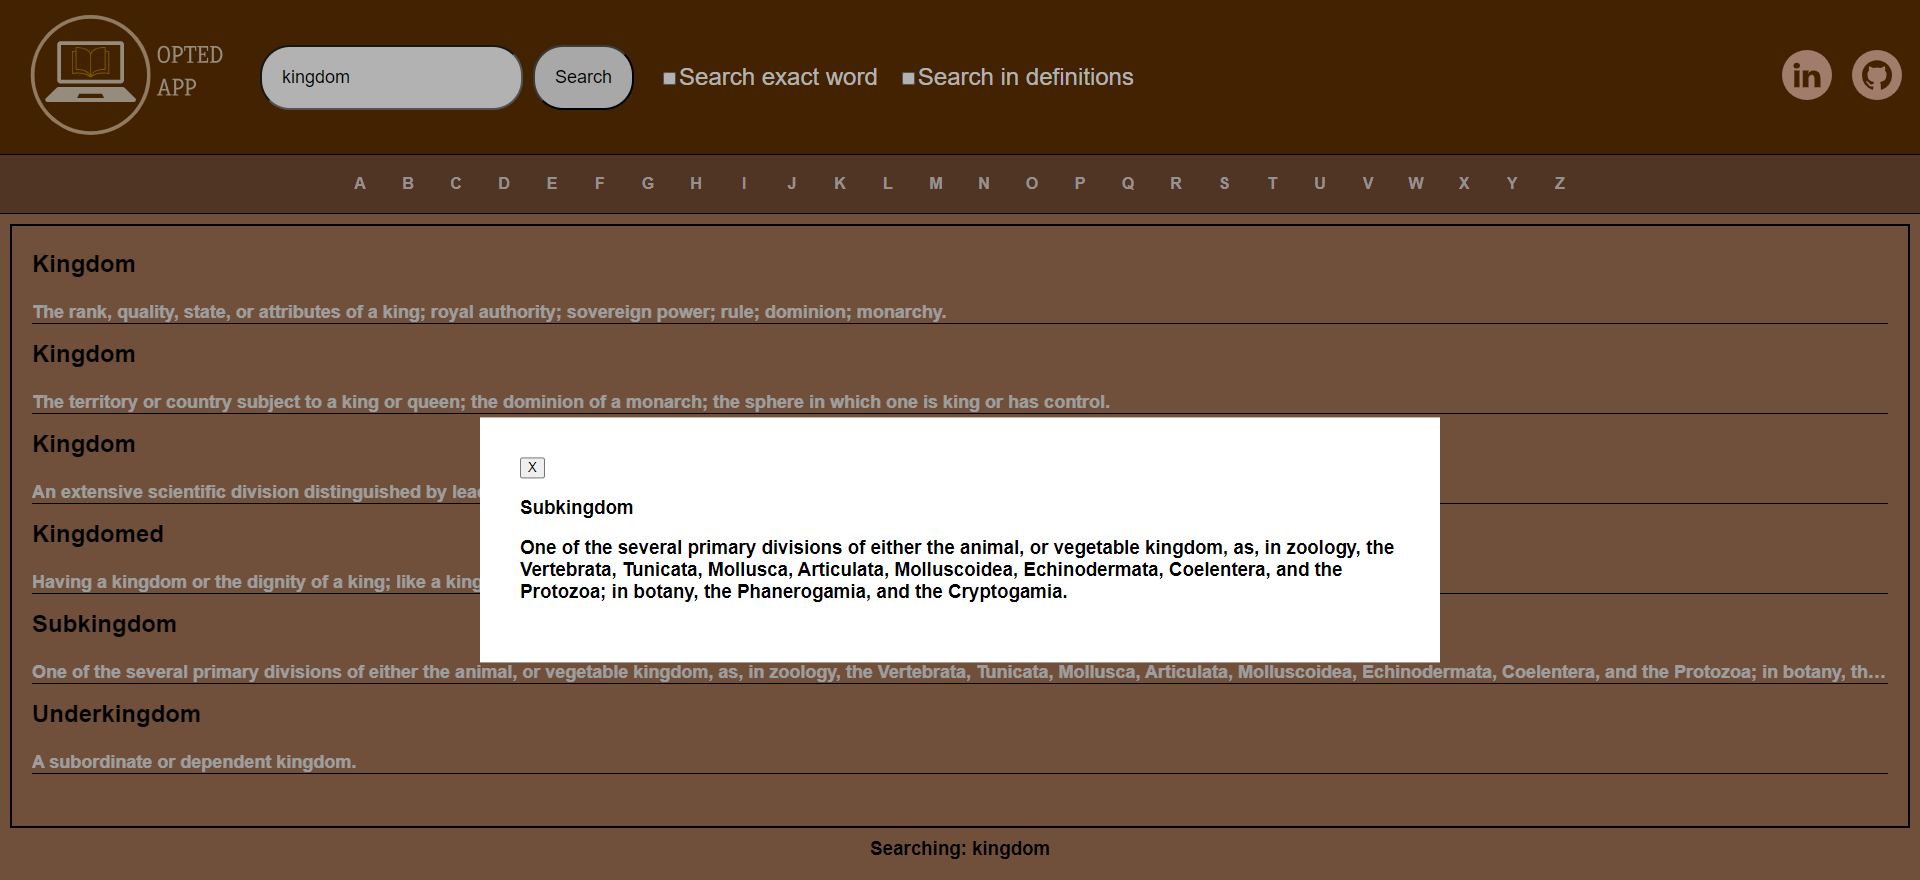 OPTED
APP
kingdom
Search
Search exact word
Search in definitions
in
A B C D E F G H I J K L M N O P Q R S T U V W X Y Z
Kingdom
The rank, quality, state, or attributes of a king; royal authority; sovereign power; rule; dominion; monarchy.
Kingdom
The territory or country subject to a king or queen; the dominion of a monarch; the sphere in which one is king or has control.
Kingdom
An extensive scientific division distinguished by lea
Kingdomed
Having a kingdom or the dignity of a king; like a king
X
Subkingdom
One of the several primary divisions of either the animal, or vegetable kingdom, as, in zoology, the
Vertebrata, Tunicata, Mollusca, Articulata, Molluscoidea, Echinodermata, Coelentera, and the
Protozoa; in botany, the Phanerogamia, and the Cryptogamia.
Subkingdom
One of the several primary divisions of either the animal, or vegetable kingdom, as, in zoology, the Vertebrata, Tunicata, Mollusca, Articulata, Molluscoidea, Echinodermata, Coelentera, and the Protozoa; in botany, th...
Underkingdom
A subordinate or dependent kingdom.
Searching: kingdom